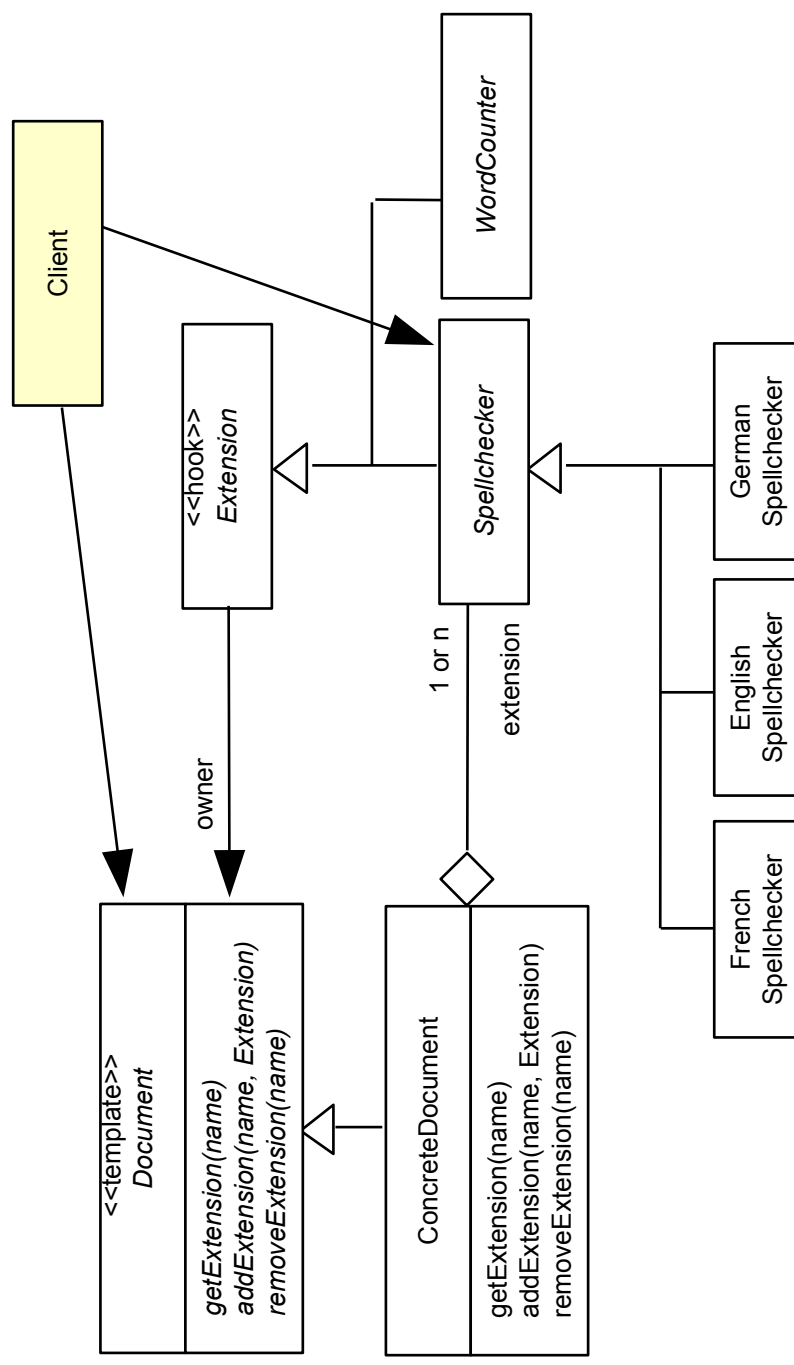 Client
<<template>>
Document
getExtension(name)
addExtension(name, Extension)
removeExtension(name)
owner
<<hook>>
Extension
ConcreteDocument
getExtension(name)
addExtension(name, Extension)
removeExtension(name)
1 or n
extension
Spellchecker
WordCounter
French
Spellchecker
English
Spellchecker
German
Spellchecker